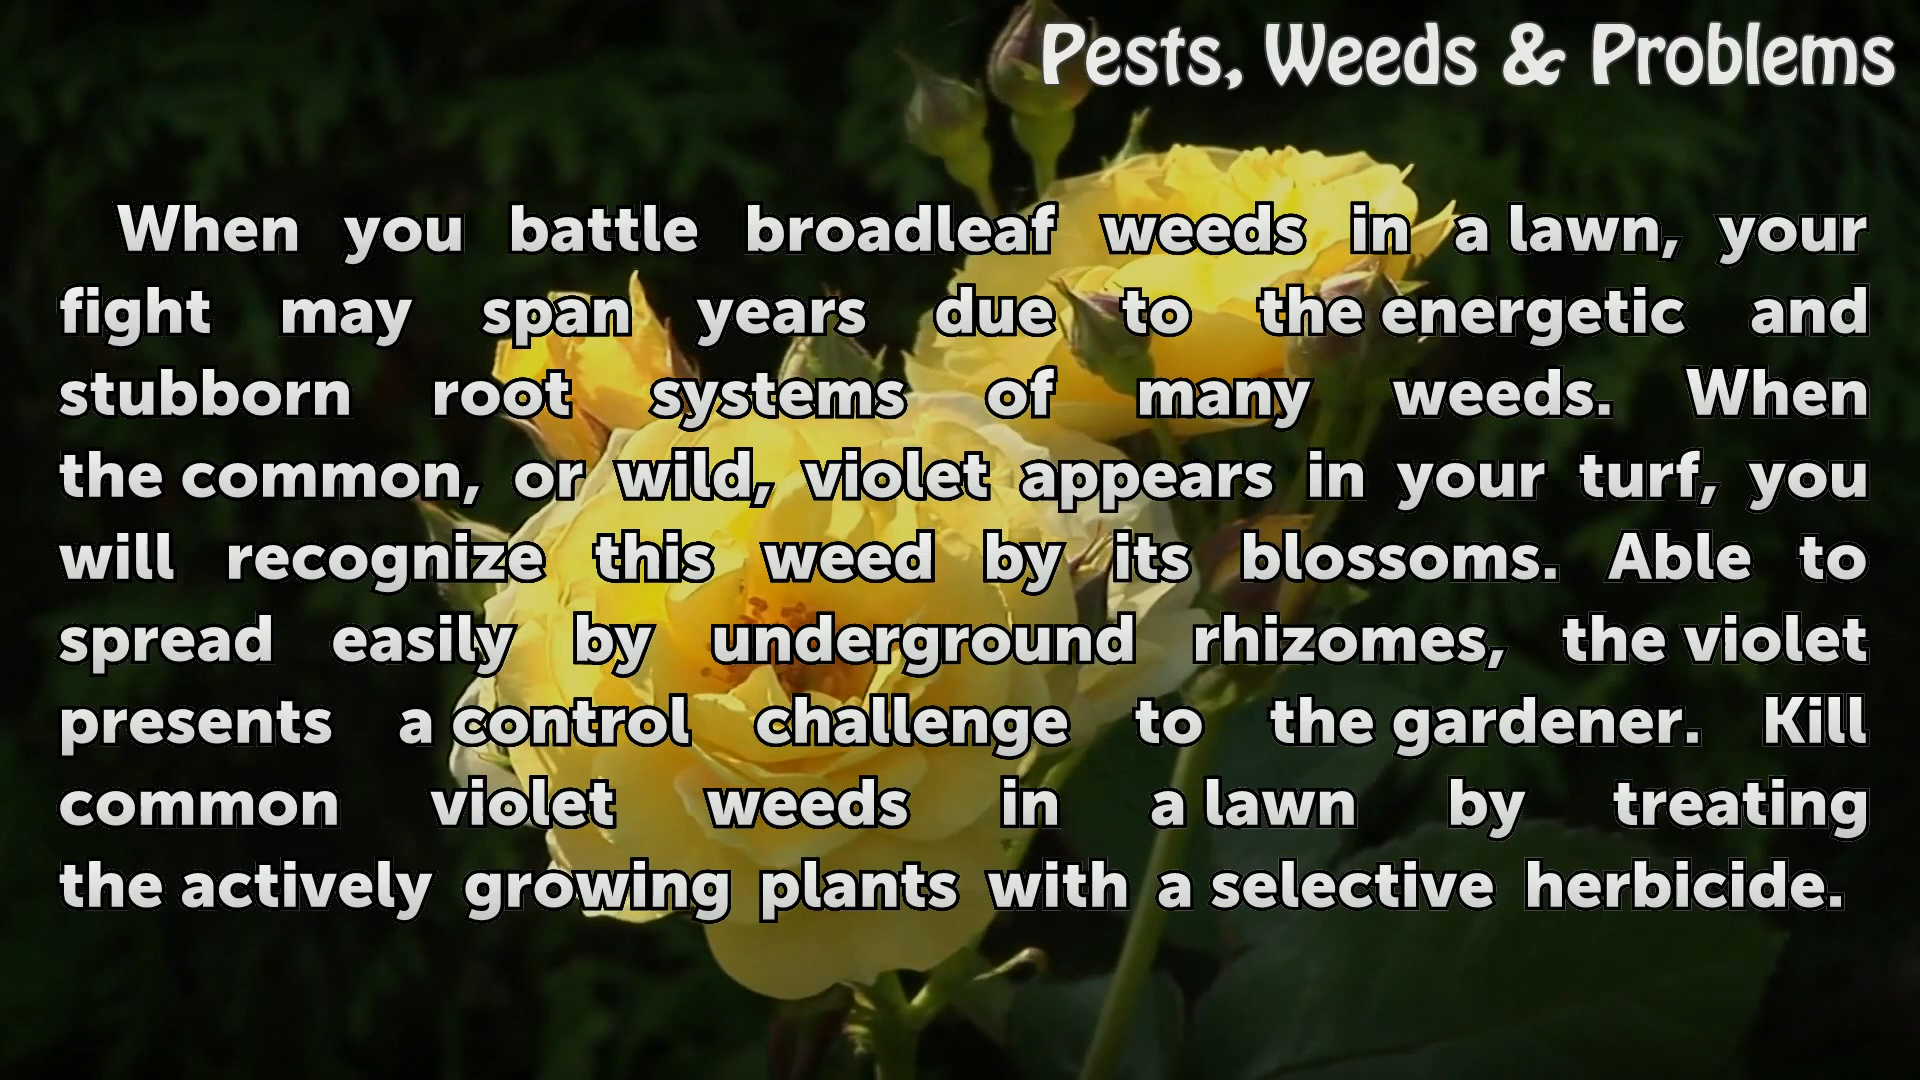 Pests, Weeds & Problems
When you battle broadleaf weeds in a lawn, your
fight may span years due to the energetic and
stubborn root systems of many weeds. When
the common, or wild, violet appears in your turf, you
will recognize this weed by its blossoms. Able to
spread easily by underground rhizomes, the violet
presents a control challenge to the gardener. Kill
common violet weeds in a lawn by treating
the actively growing plants with a selective herbicide.